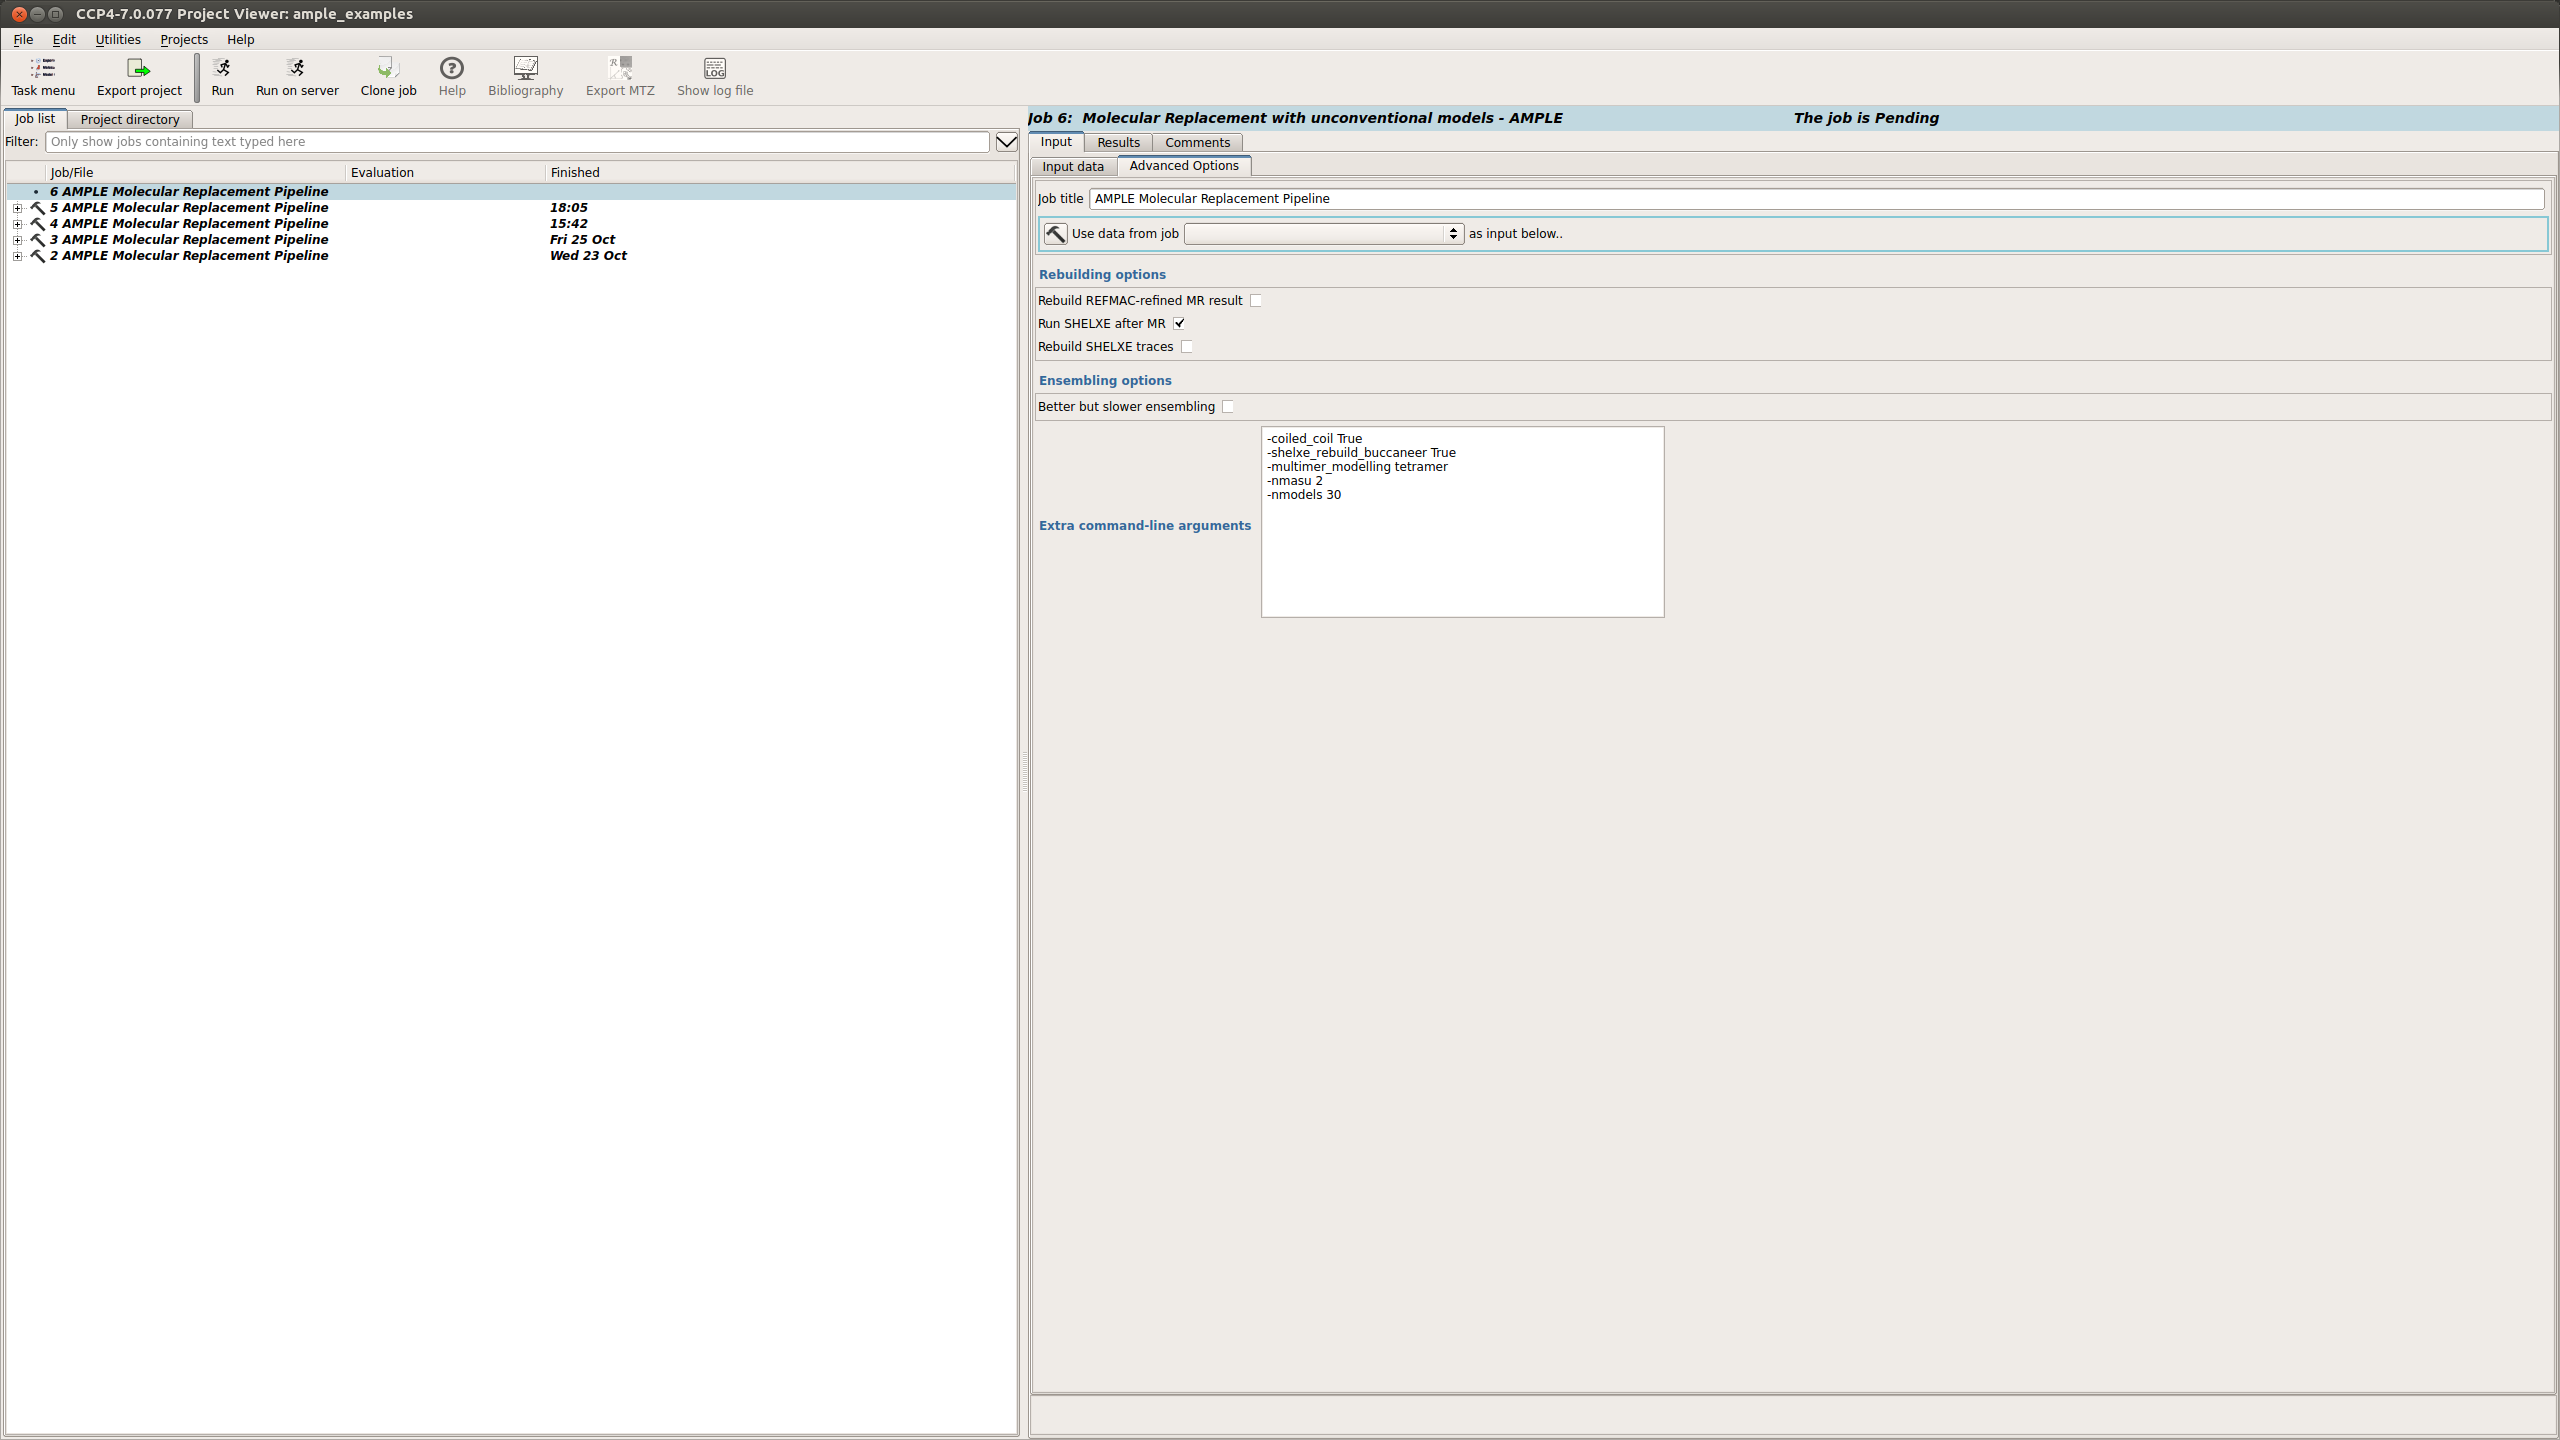 CCP4-7.0.077 Project Viewer: ample_examples
File Edit Utilities Projects Help
Task menu Export project Run Run on server Clone job Help Bibliography Export MTZ Show log file
LOG
Job list Project directory
Filter: Only show jobs containing text typed here
Job/File Evaluation Finished
6 AMPLE Molecular Replacement Pipeline
5 AMPLE Molecular Replacement Pipeline 18:05
4 AMPLE Molecular Replacement Pipeline 15:42
3 AMPLE Molecular Replacement Pipeline Fri 25 Oct
2 AMPLE Molecular Replacement Pipeline Wed 23 Oct
Job 6: Molecular Replacement with unconventional models - AMPLE The job is Pending
Input Results Comments
Input data Advanced Options
Job title AMPLE Molecular Replacement Pipeline
Use data from job as input below..
Rebuilding options
Rebuild REFMAC-refined MR result
Run SHELXE after MR
Rebuild SHELXE traces
Ensembling options
Better but slower ensembling
Extra command-line arguments
-coiled_coil True
-shelxe_rebuild_buccaneer True
-multimer_modelling tetramer
-nmasu 2
-nmodels 30